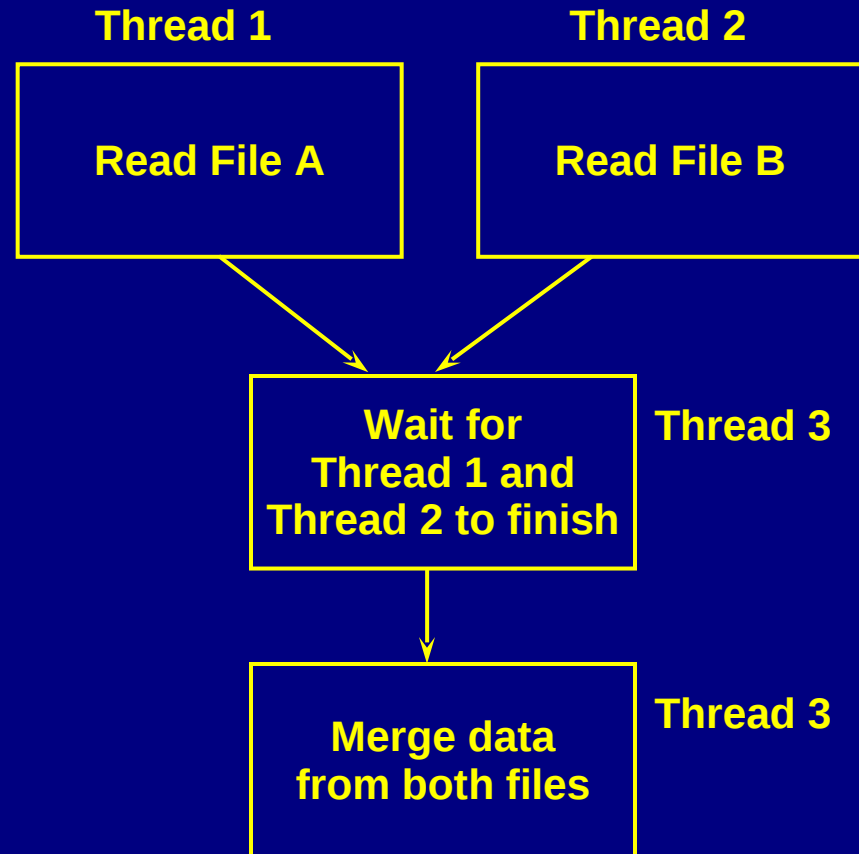 Thread 1
Thread 2
Read File A
Read File B
Wait for
Thread 1 and
Thread 2 to finish
Thread 3
Merge data
from both files
Thread 3